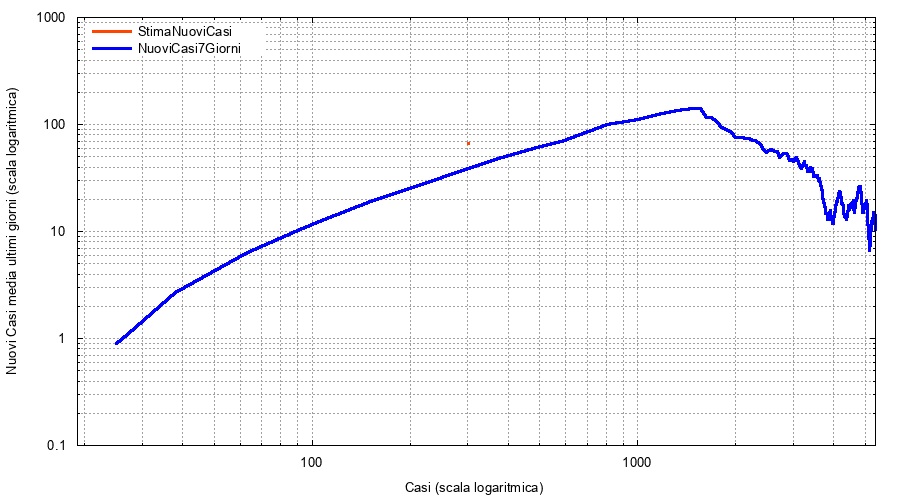 StimaNuoviCasi
NuoviCasi7Giorni
Nuovi Casi media ultimi giorni (scala logaritmica)
1000
100
10
1
0.1
100
1000
Casi (scala logaritmica)